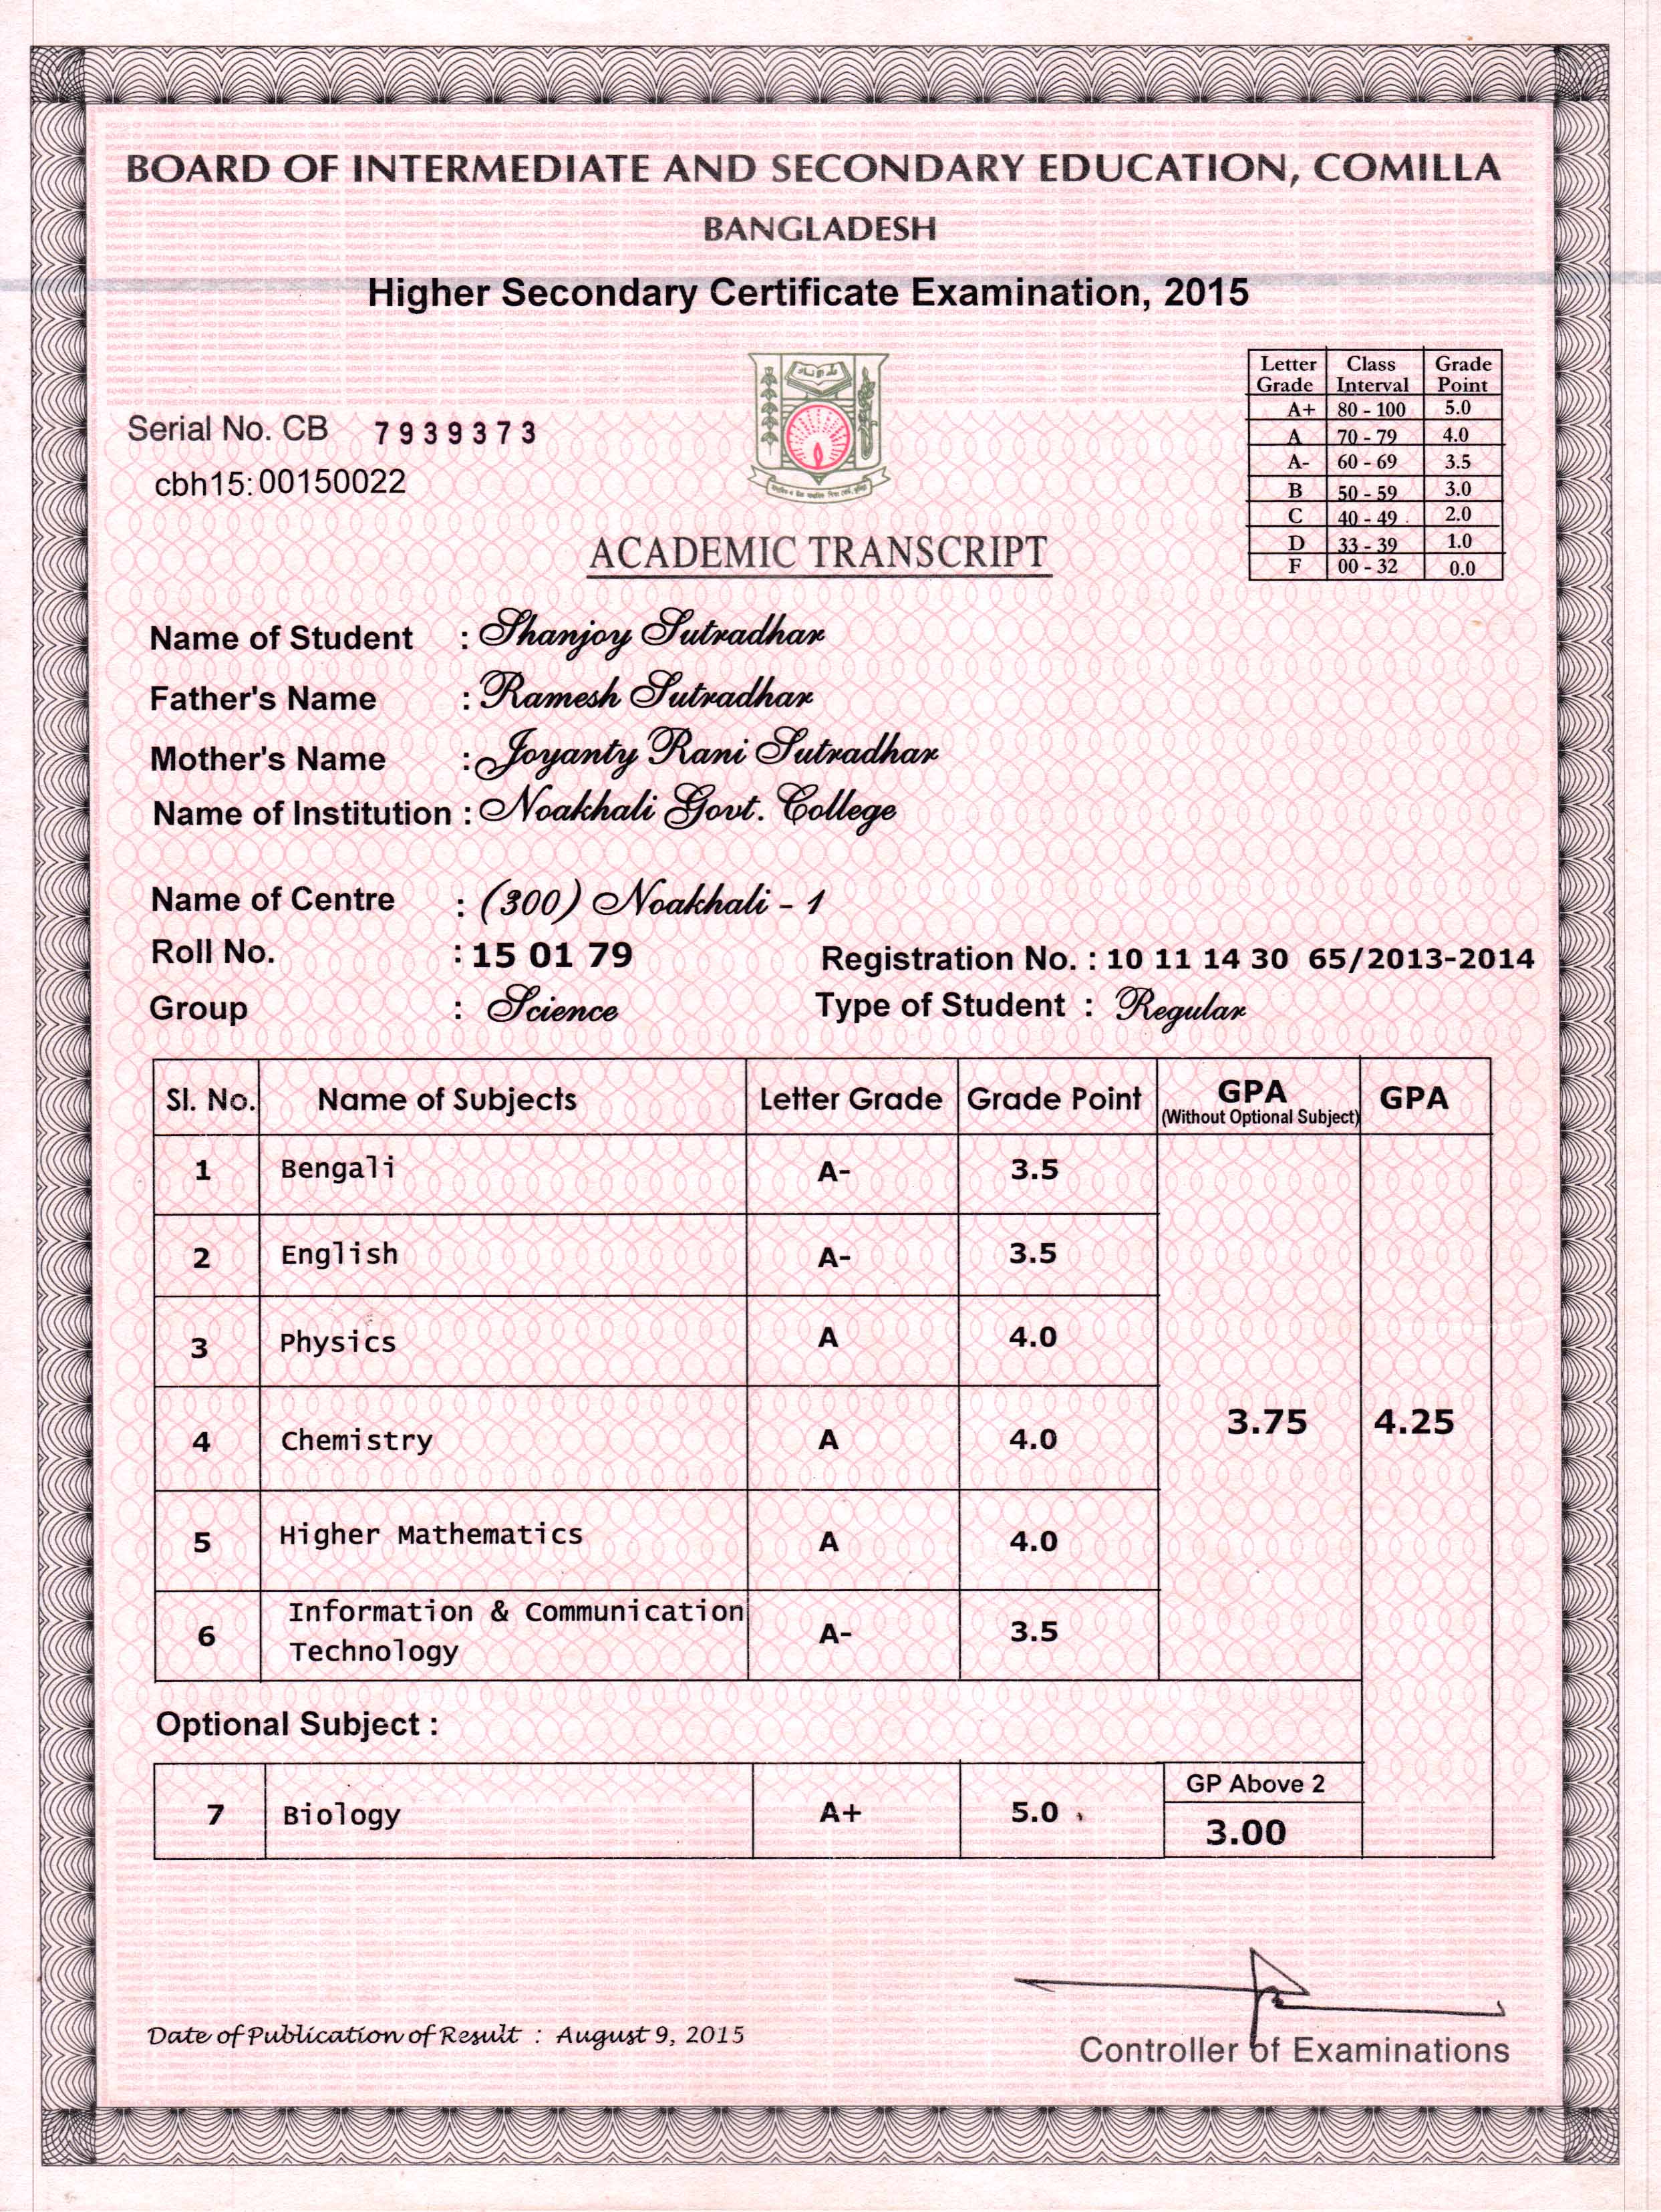 BOARD OF INTERMEDIATE AND SECONDARY EDUCATION, COMILLA
BANGLADESH
Higher Secondary Certificate Examination, 2015
Serial No. CB 7939373
cbh15:00150022
Letter Grade Class Interval Grade Point
A+ 80 - 100 5.0
A 70 - 79 4.0
A- 60 - 69 3.5
B 50 - 59 3.0
C 40 - 49 2.0
D 33 - 39 1.0
F 00 - 32 0.0
ACADEMIC TRANSCRIPT
Name of Student : Shanjoy Sutradhar
Father's Name : Ramesh Sutradhar
Mother's Name : Joyanty Rani Sutradhar
Name of Institution : Noakhali Govt. College
Name of Centre : (300) Noakhali - 1
Roll No. : 15 01 79 Registration No. : 10 11 14 30 65/2013-2014
Group : Science Type of Student : Regular
Sl. No. Name of Subjects Letter Grade Grade Point GPA (Without Optional Subject) GPA
1 Bengali A- 3.5
2 English A- 3.5
3 Physics A 4.0
4 Chemistry A 4.0
3.75 4.25
5 Higher Mathematics A 4.0
6 Information & Communication Technology A- 3.5
Optional Subject :
GP Above 2
7 Biology A+ 5.0
3.00
Date of Publication of Result : August 9, 2015
Controller of Examinations